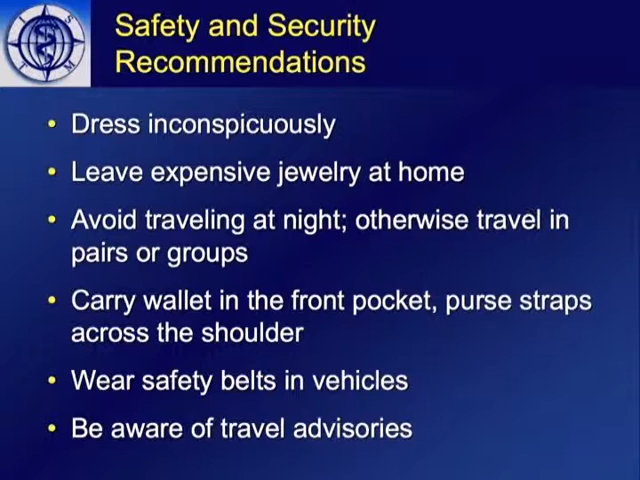 I S T M
Safety and Security
Recommendations
• Dress inconspicuously
• Leave expensive jewelry at home
• Avoid traveling at night; otherwise travel in
pairs or groups
• Carry wallet in the front pocket, purse straps
across the shoulder
• Wear safety belts in vehicles
• Be aware of travel advisories